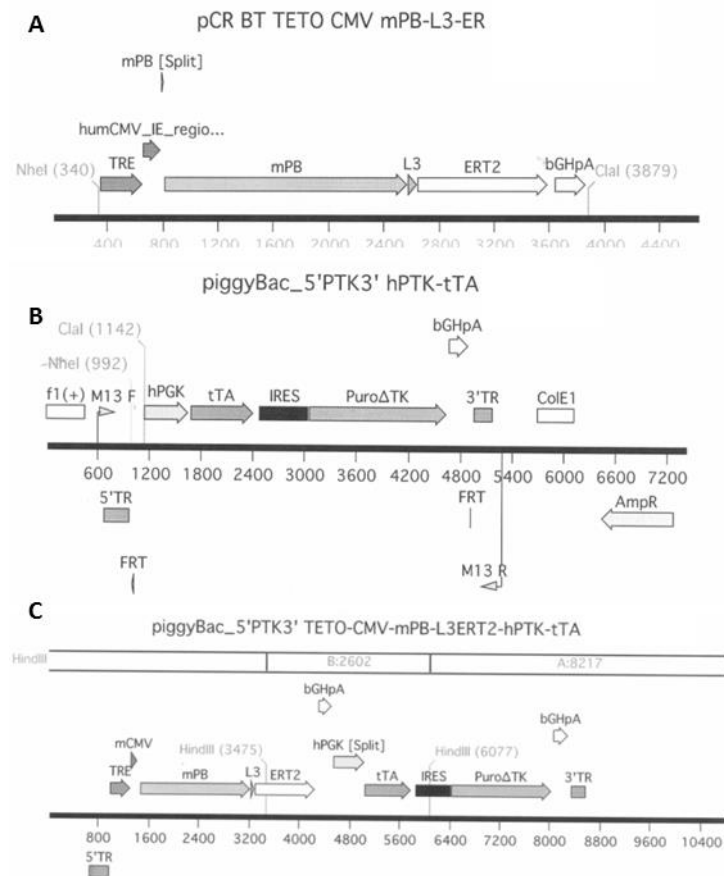 A
pCR BT TETO CMV mPB-L3-ER
mPB [Split]
humCMV_IE_regio...
NheI (340)
TRE
mPB
L3
ERT2
bGHpA
ClaI (3879)
400 800 1200 1600 2000 2400 2800 3200 3600 4000 4400
piggyBac_5'PTK3' hPTK-tTA
B
ClaI (1142)
NheI (992)
bGHpA
f1(+)
M13 F
hPGK
tTA
IRES
PuroΔTK
3'TR
ColE1
600 1200 1800 2400 3000 3600 4200 4800 5400 6000 6600 7200
5'TR
FRT
AmpR
FRT
M13 R
C
piggyBac_5'PTK3' TETO-CMV-mPB-L3ERT2-hPTK-tTA
HindIII
B:2602
A:8217
bGHpA
mCMV
HindIII (3475)
hPGK [Split]
HindIII (6077)
bGHpA
TRE
mPB
L3
ERT2
tTA
IRES
PuroΔTK
3'TR
800 1600 2400 3200 4000 4800 5600 6400 7200 8000 8800 9600 10400
5'TR